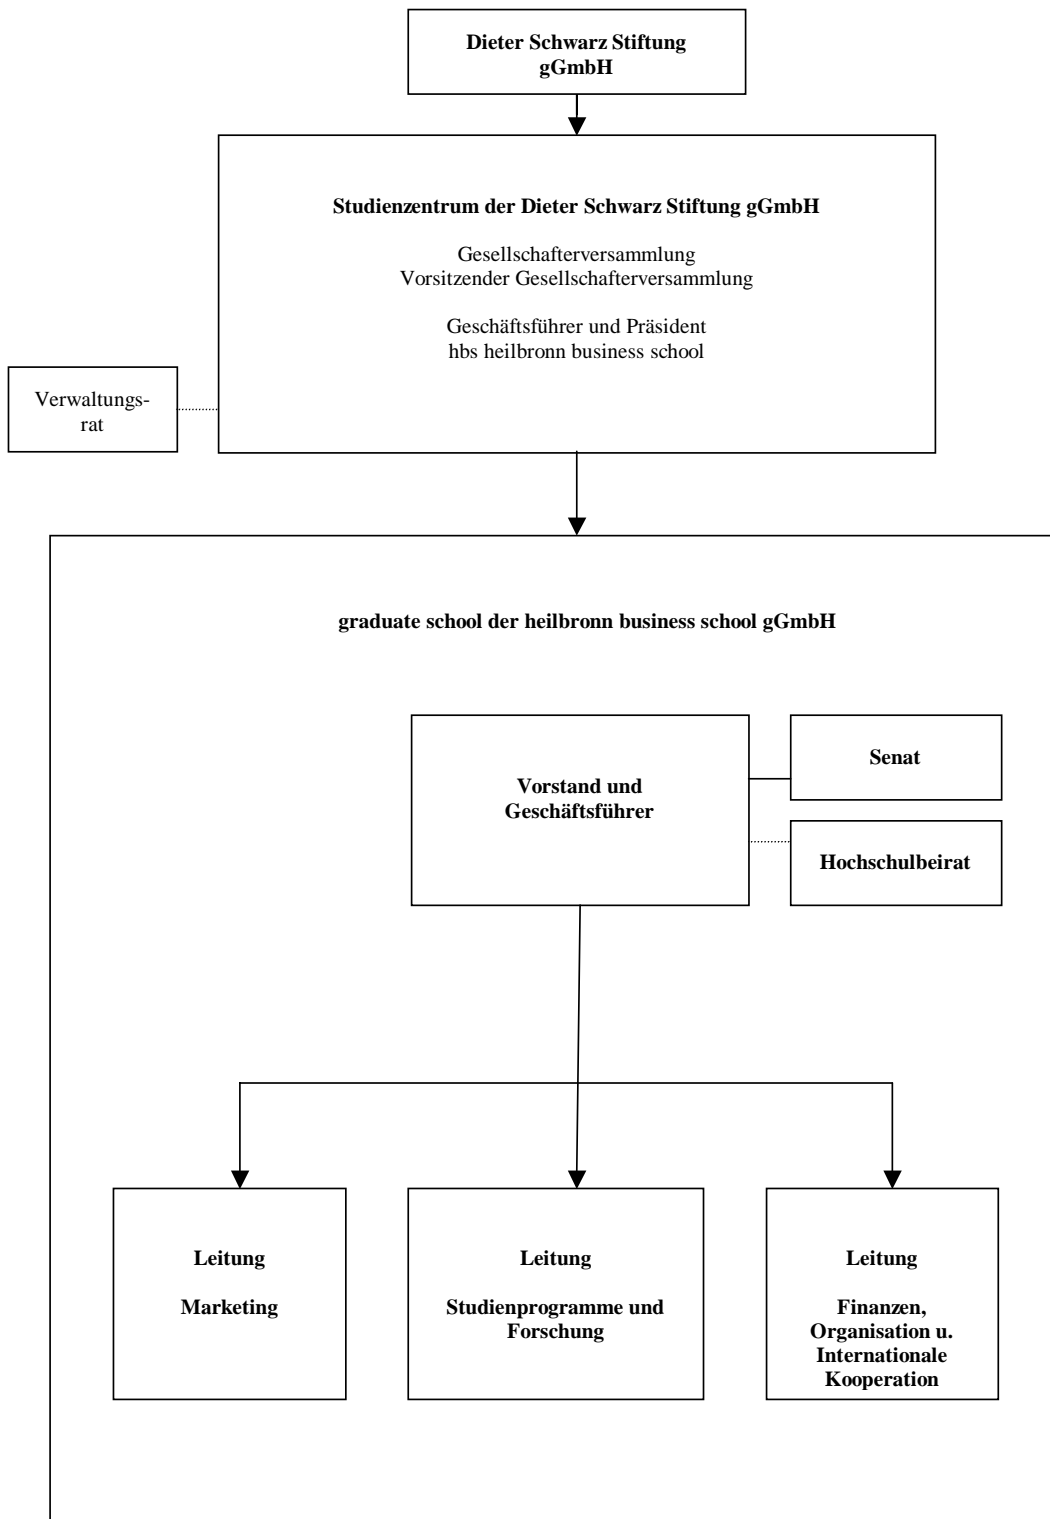 Dieter Schwarz Stiftung
gGmbH
Studienzentrum der Dieter Schwarz Stiftung gGmbH
Gesellschafterversammlung
Vorsitzender Gesellschafterversammlung
Geschäftsführer und Präsident
hbs heilbronn business school
Verwaltungs-
rat
graduate school der heilbronn business school gGmbH
Vorstand und
Geschäftsführer
Senat
Hochschulbeirat
Leitung
Marketing
Leitung
Studienprogramme und
Forschung
Leitung
Finanzen,
Organisation u.
Internationale
Kooperation